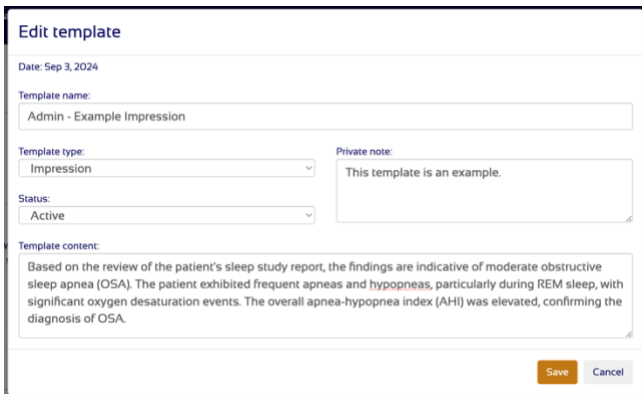 Edit template
Date: Sep 3, 2024
Template name:
Admin - Example Impression
Template type:
Impression
Private note:
This template is an example.
Status:
Active
Template content:
Based on the review of the patient's sleep study report, the findings are indicative of moderate obstructive
sleep apnea (OSA). The patient exhibited frequent apneas and hypopneas, particularly during REM sleep, with
significant oxygen desaturation events. The overall apnea-hypopnea index (AHI) was elevated, confirming the
diagnosis of OSA.
Save
Cancel